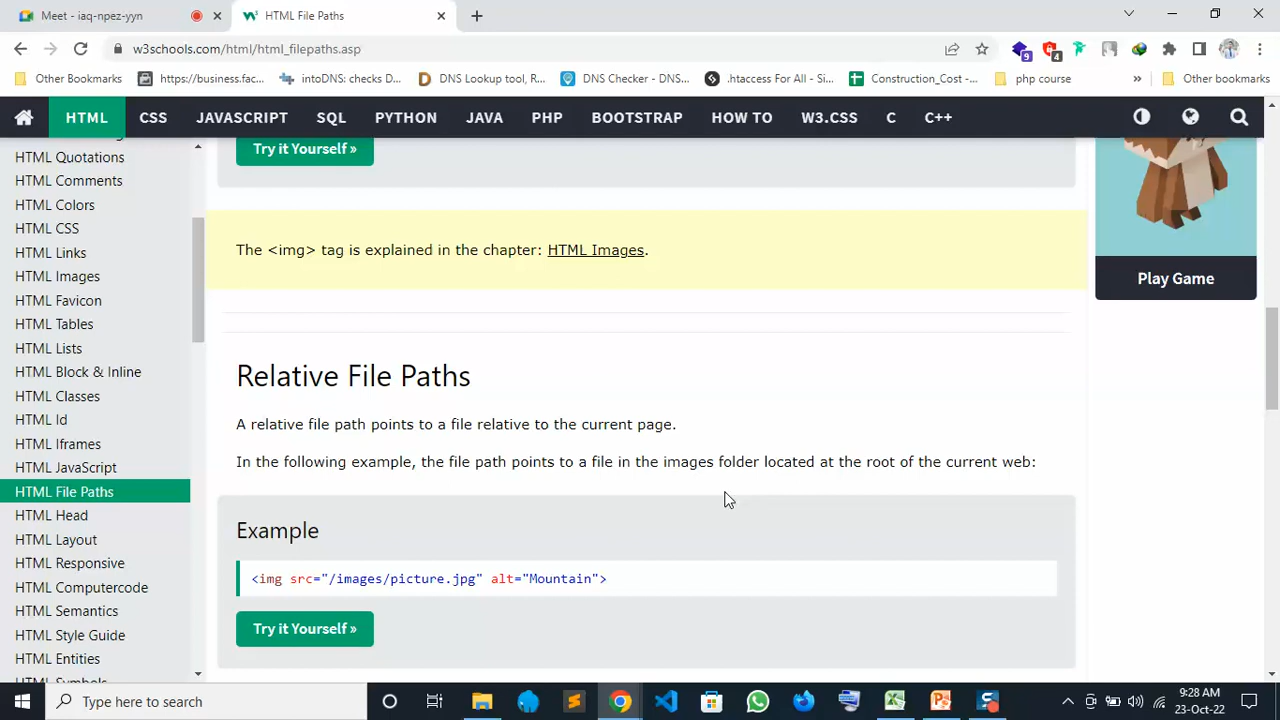 Meet - iaq-npez-yyn
HTML File Paths
w3schools.com/html/html_filepaths.asp
9
4
Other Bookmarks
https://business.fac...
intoDNS: checks D...
DNS Lookup tool, R...
DNS Checker - DNS...
.htaccess For All - Si...
Construction_Cost -...
php course
»
Other bookmarks
HTML
CSS
JAVASCRIPT
SQL
PYTHON
JAVA
PHP
BOOTSTRAP
HOW TO
W3.CSS
C
C++
HTML Quotations
HTML Comments
HTML Colors
HTML CSS
HTML Links
HTML Images
HTML Favicon
HTML Tables
HTML Lists
HTML Block & Inline
HTML Classes
HTML Id
HTML Iframes
HTML JavaScript
HTML File Paths
HTML Head
HTML Layout
HTML Responsive
HTML Computercode
HTML Semantics
HTML Style Guide
HTML Entities
HTML Symbols
Try it Yourself »
The <img> tag is explained in the chapter: HTML Images.
Relative File Paths
A relative file path points to a file relative to the current page.
In the following example, the file path points to a file in the images folder located at the root of the current web:
Example
<img src="/images/picture.jpg" alt="Mountain">
Try it Yourself »
Play Game
Type here to search
9:28 AM
23-Oct-22